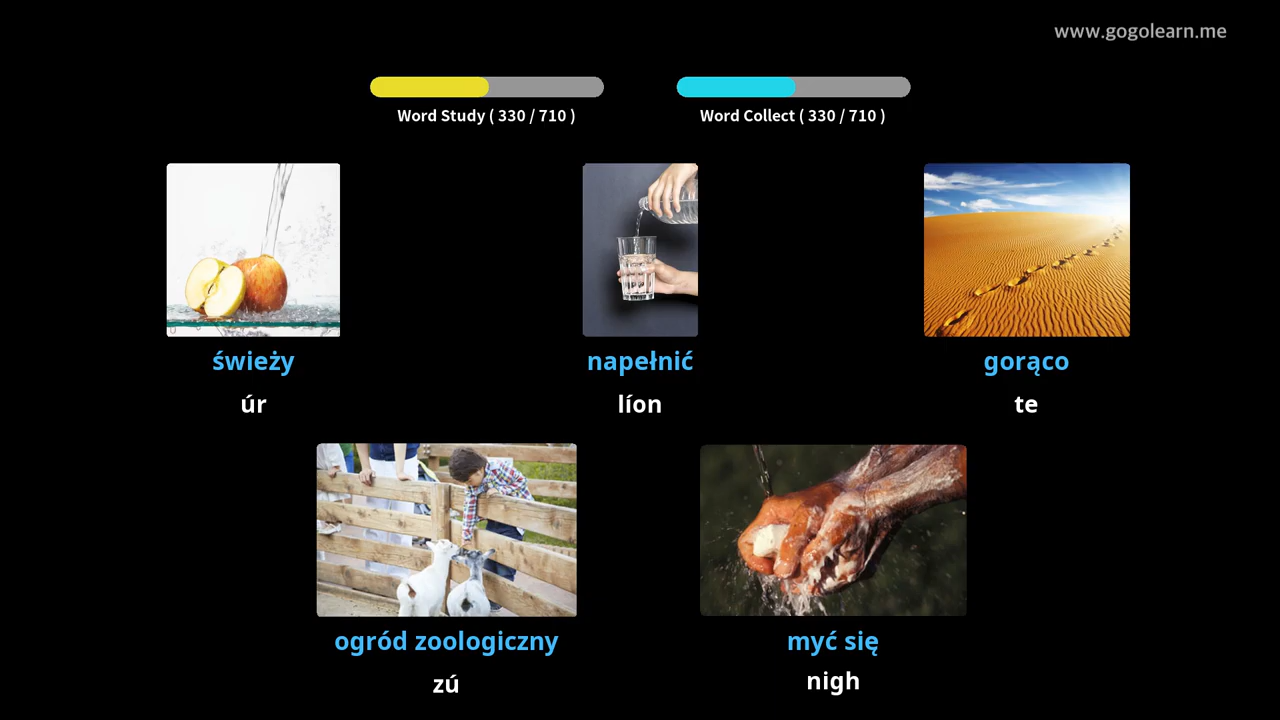 www.gogolearn.me
Word Study ( 330 / 710 )
Word Collect ( 330 / 710 )
świeży
úr
napełnić
líon
gorąco
te
ogród zoologiczny
zú
myć się
nigh